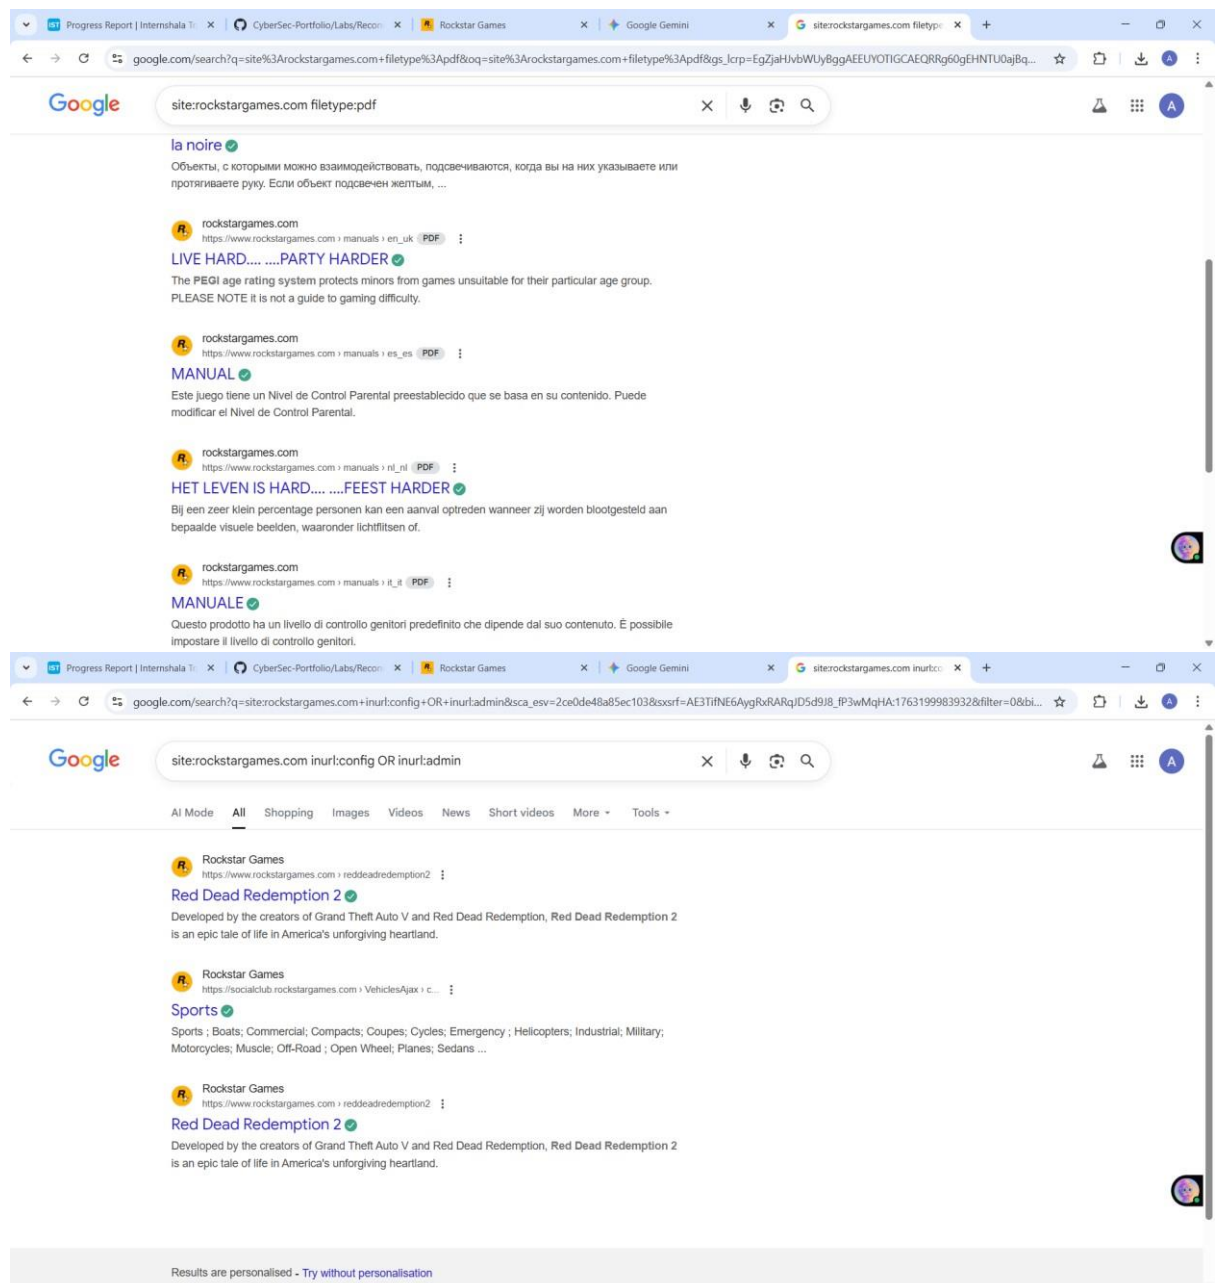 Progress Report | Internshala Tr
CyberSec-Portfolio/Labs/Recon
Rockstar Games
Google Gemini
site:rockstargames.com filetype
google.com/search?q=site%3Arockstargames.com+filetype%3Apdf&oq=site%3Arockstargames.com+filetype%3Apdf&gs_lcrp=EgZjaHJvbWUyBggAEEUYOTIGCAEQRRg60gEHNTU0ajBq...
A
Google
site:rockstargames.com filetype:pdf
A
la noire
Объекты, с которыми можно взаимодействовать, подсвечиваются, когда вы на них указываете или
протягиваете руку. Если объект подсвечен желтым, ...
rockstargames.com
https://www.rockstargames.com › manuals › en_uk PDF
LIVE HARD.... ....PARTY HARDER
The PEGI age rating system protects minors from games unsuitable for their particular age group.
PLEASE NOTE it is not a guide to gaming difficulty.
rockstargames.com
https://www.rockstargames.com › manuals › es_es PDF
MANUAL
Este juego tiene un Nivel de Control Parental preestablecido que se basa en su contenido. Puede
modificar el Nivel de Control Parental.
rockstargames.com
https://www.rockstargames.com › manuals › nl_nl PDF
HET LEVEN IS HARD.... ....FEEST HARDER
Bij een zeer klein percentage personen kan een aanval optreden wanneer zij worden blootgesteld aan
bepaalde visuele beelden, waaronder lichtflitsen of.
rockstargames.com
https://www.rockstargames.com › manuals › it_it PDF
MANUALE
Questo prodotto ha un livello di controllo genitori predefinito che dipende dal suo contenuto. È possibile
impostare il livello di controllo genitori.
Progress Report | Internshala Tr
CyberSec-Portfolio/Labs/Recon
Rockstar Games
Google Gemini
site:rockstargames.com inurl:co
google.com/search?q=site:rockstargames.com+inurl:config+OR+inurl:admin&sca_esv=2ce0de48a85ec103&sxsrf=AE3TifNE6AygRxRARqJD5d9J8_fP3wMqHA:1763199983932&filter=0&bi...
A
Google
site:rockstargames.com inurl:config OR inurl:admin
A
AI Mode All Shopping Images Videos News Short videos More Tools
Rockstar Games
https://www.rockstargames.com › reddeadredemption2
Red Dead Redemption 2
Developed by the creators of Grand Theft Auto V and Red Dead Redemption, Red Dead Redemption 2
is an epic tale of life in America's unforgiving heartland.
Rockstar Games
https://socialclub.rockstargames.com › VehiclesAjax › c...
Sports
Sports ; Boats; Commercial; Compacts; Coupes; Cycles; Emergency ; Helicopters; Industrial; Military;
Motorcycles; Muscle; Off-Road ; Open Wheel; Planes; Sedans ...
Rockstar Games
https://www.rockstargames.com › reddeadredemption2
Red Dead Redemption 2
Developed by the creators of Grand Theft Auto V and Red Dead Redemption, Red Dead Redemption 2
is an epic tale of life in America's unforgiving heartland.
Results are personalised - Try without personalisation